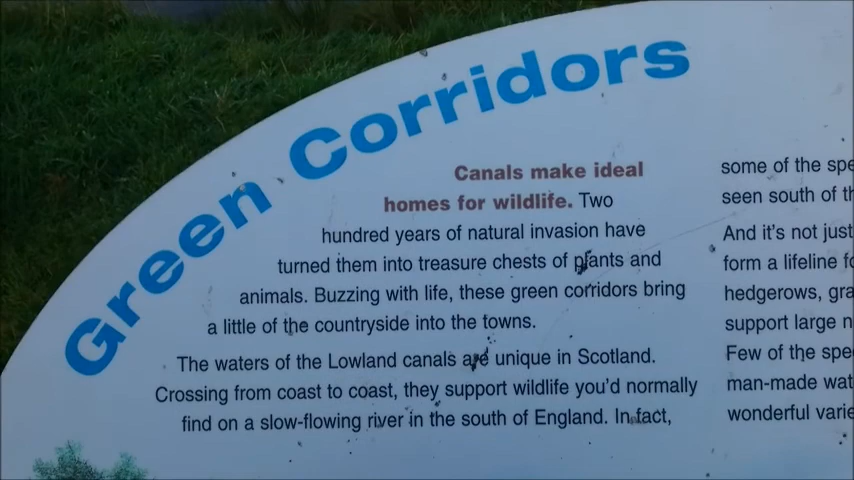 Green Corridors
Canals make ideal
homes for wildlife. Two
hundred years of natural invasion have
turned them into treasure chests of plants and
animals. Buzzing with life, these green corridors bring
a little of the countryside into the towns.
The waters of the Lowland canals are unique in Scotland.
Crossing from coast to coast, they support wildlife you'd normally
find on a slow-flowing river in the south of England. In fact,
some of the spe
seen south of th
And it's not just
form a lifeline fo
hedgerows, gra
support large n
Few of the spe
man-made wat
wonderful varie